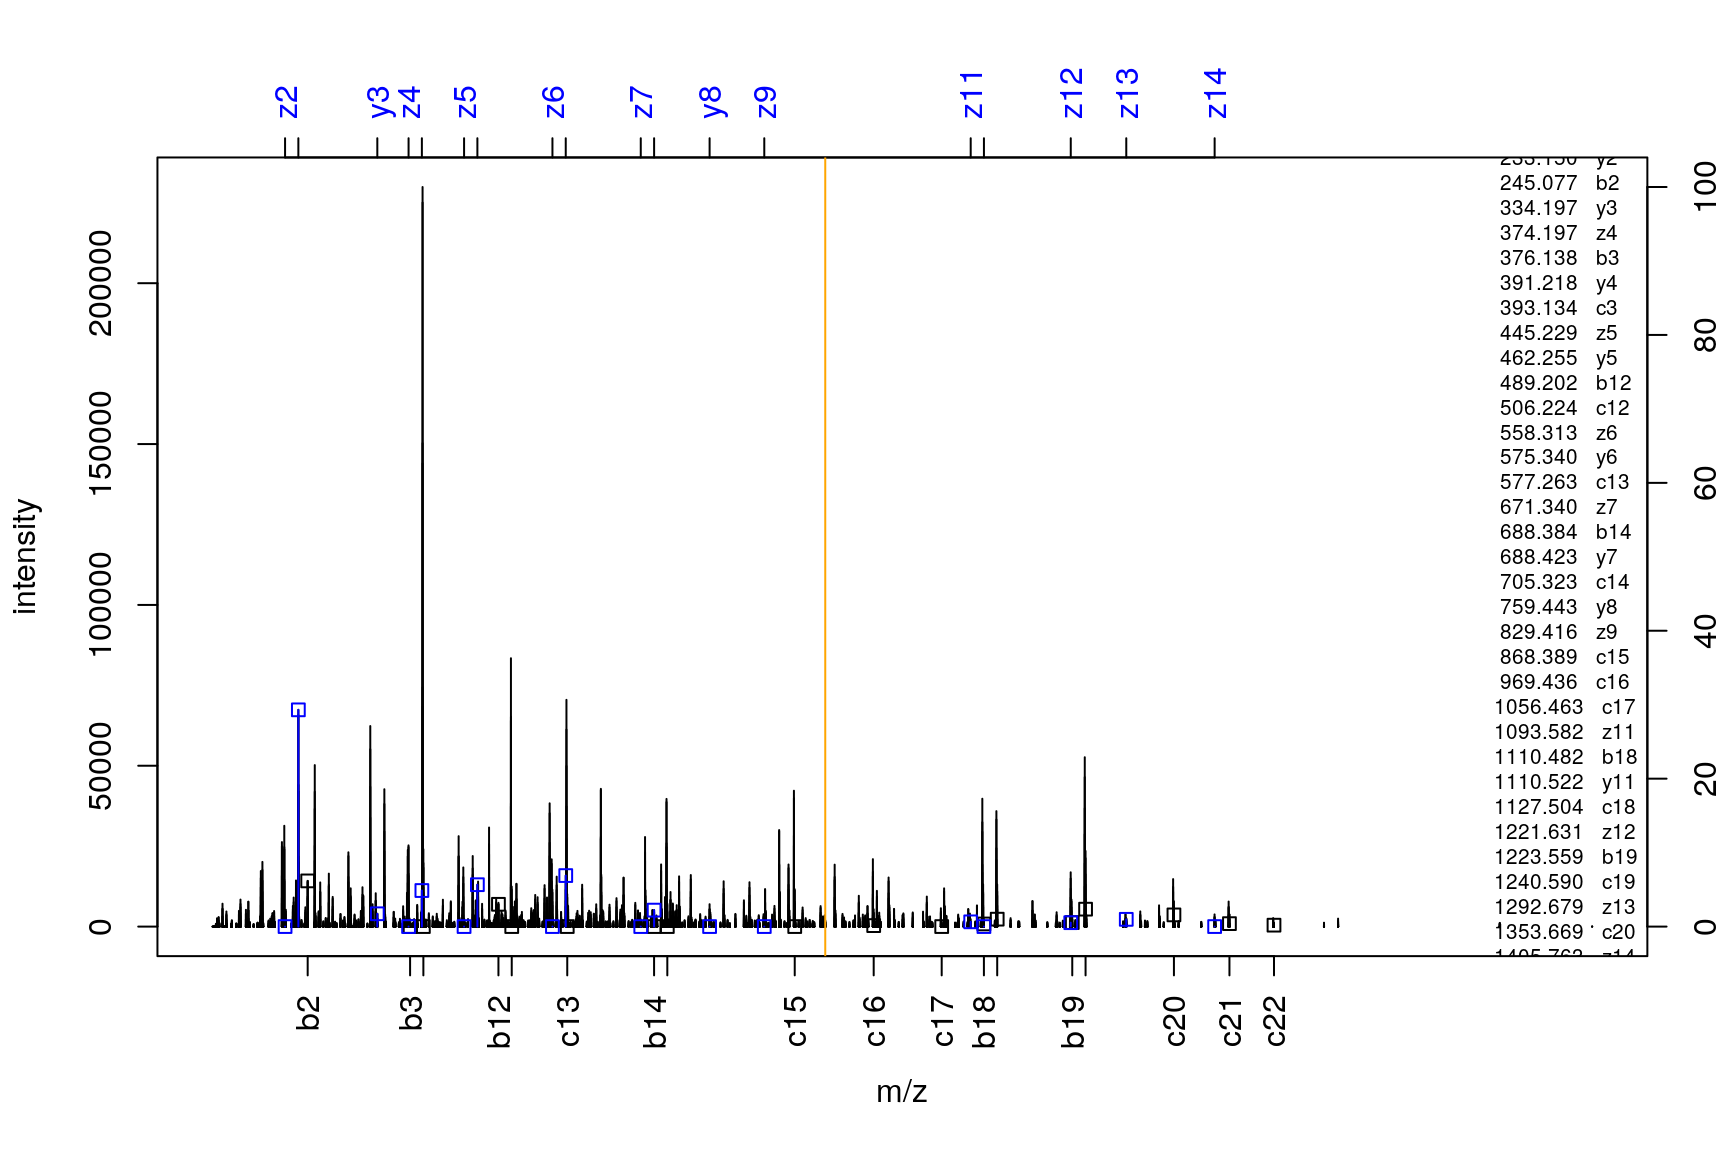 z2 y3 z4 z5 z6 z7 y8 z9 z11 z12 z13 z14
233.150 y2
245.077 b2
334.197 y3
374.197 z4
376.138 b3
391.218 y4
393.134 c3
445.229 z5
462.255 y5
489.202 b12
506.224 c12
558.313 z6
575.340 y6
577.263 c13
671.340 z7
688.384 b14
688.423 y7
705.323 c14
759.443 y8
829.416 z9
868.389 c15
969.436 c16
1056.463 c17
1093.582 z11
1110.482 b18
1110.522 y11
1127.504 c18
1221.631 z12
1223.559 b19
1240.590 c19
1292.679 z13
1353.669 c20
z14
intensity
200000
150000
100000
50000
0
100
80
60
40
20
0
b2 b3 b12 c13 b14 c15 c16 c17 b18 b19 c20 c21 c22
m/z